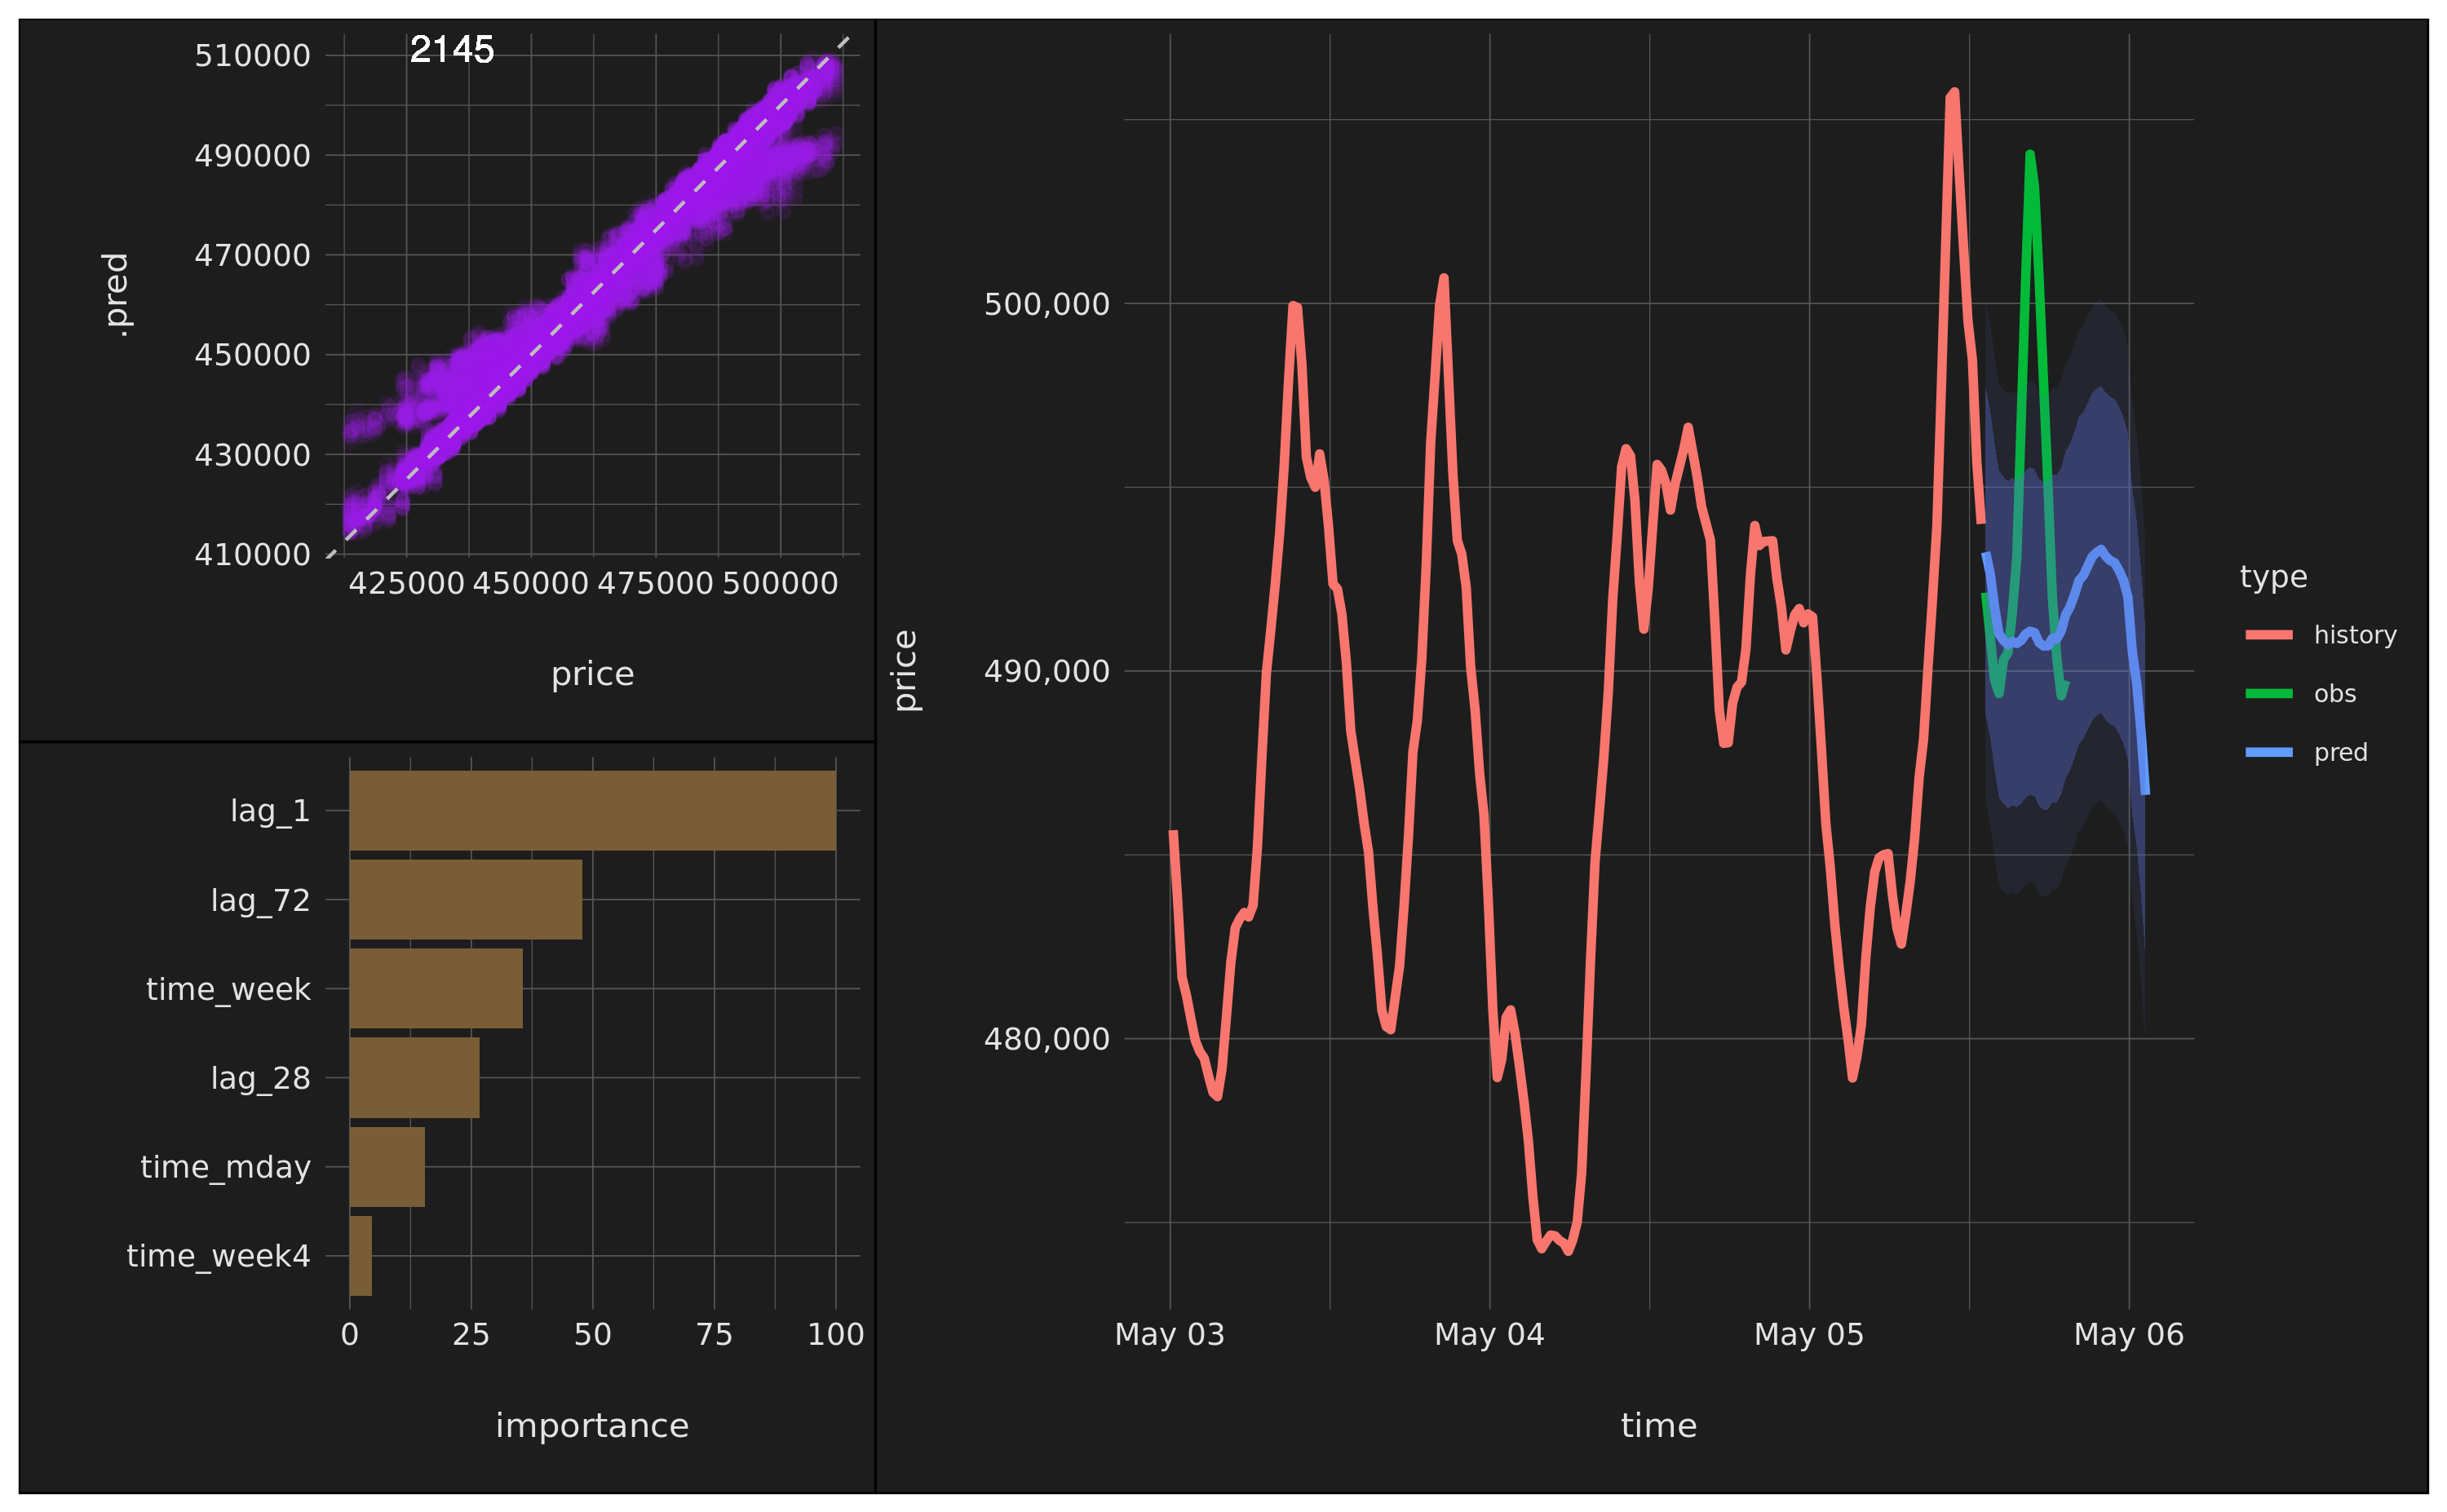 2145
510000
490000
470000
450000
430000
410000
.pred
425000 450000 475000 500000
price
lag_1
lag_72
time_week
lag_28
time_mday
time_week4
0 25 50 75 100
importance
500,000
490,000
480,000
price
May 03 May 04 May 05 May 06
time
type
history
obs
pred